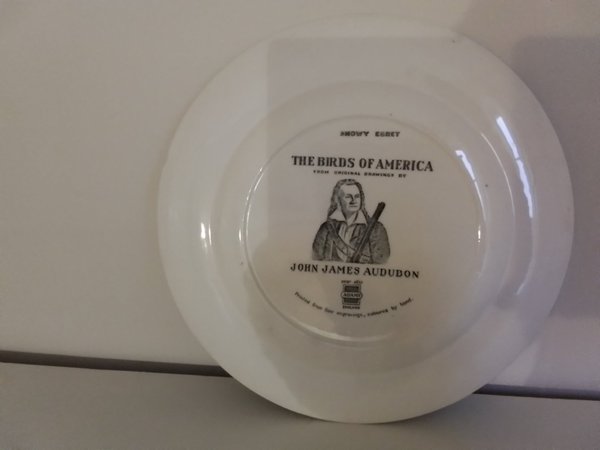 SNOWY EGRET
THE BIRDS OF AMERICA
FROM ORIGINAL DRAWINGS BY
JOHN JAMES AUDUBON
ADAMS
ENGLAND
Printed from fine engravings, coloured by hand.